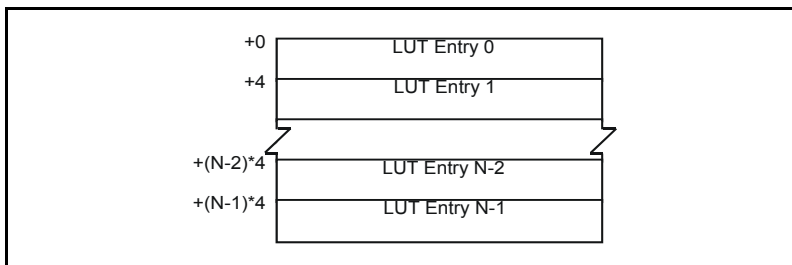 +0 LUT Entry 0
+4 LUT Entry 1
+(N-2)*4 LUT Entry N-2
+(N-1)*4 LUT Entry N-1